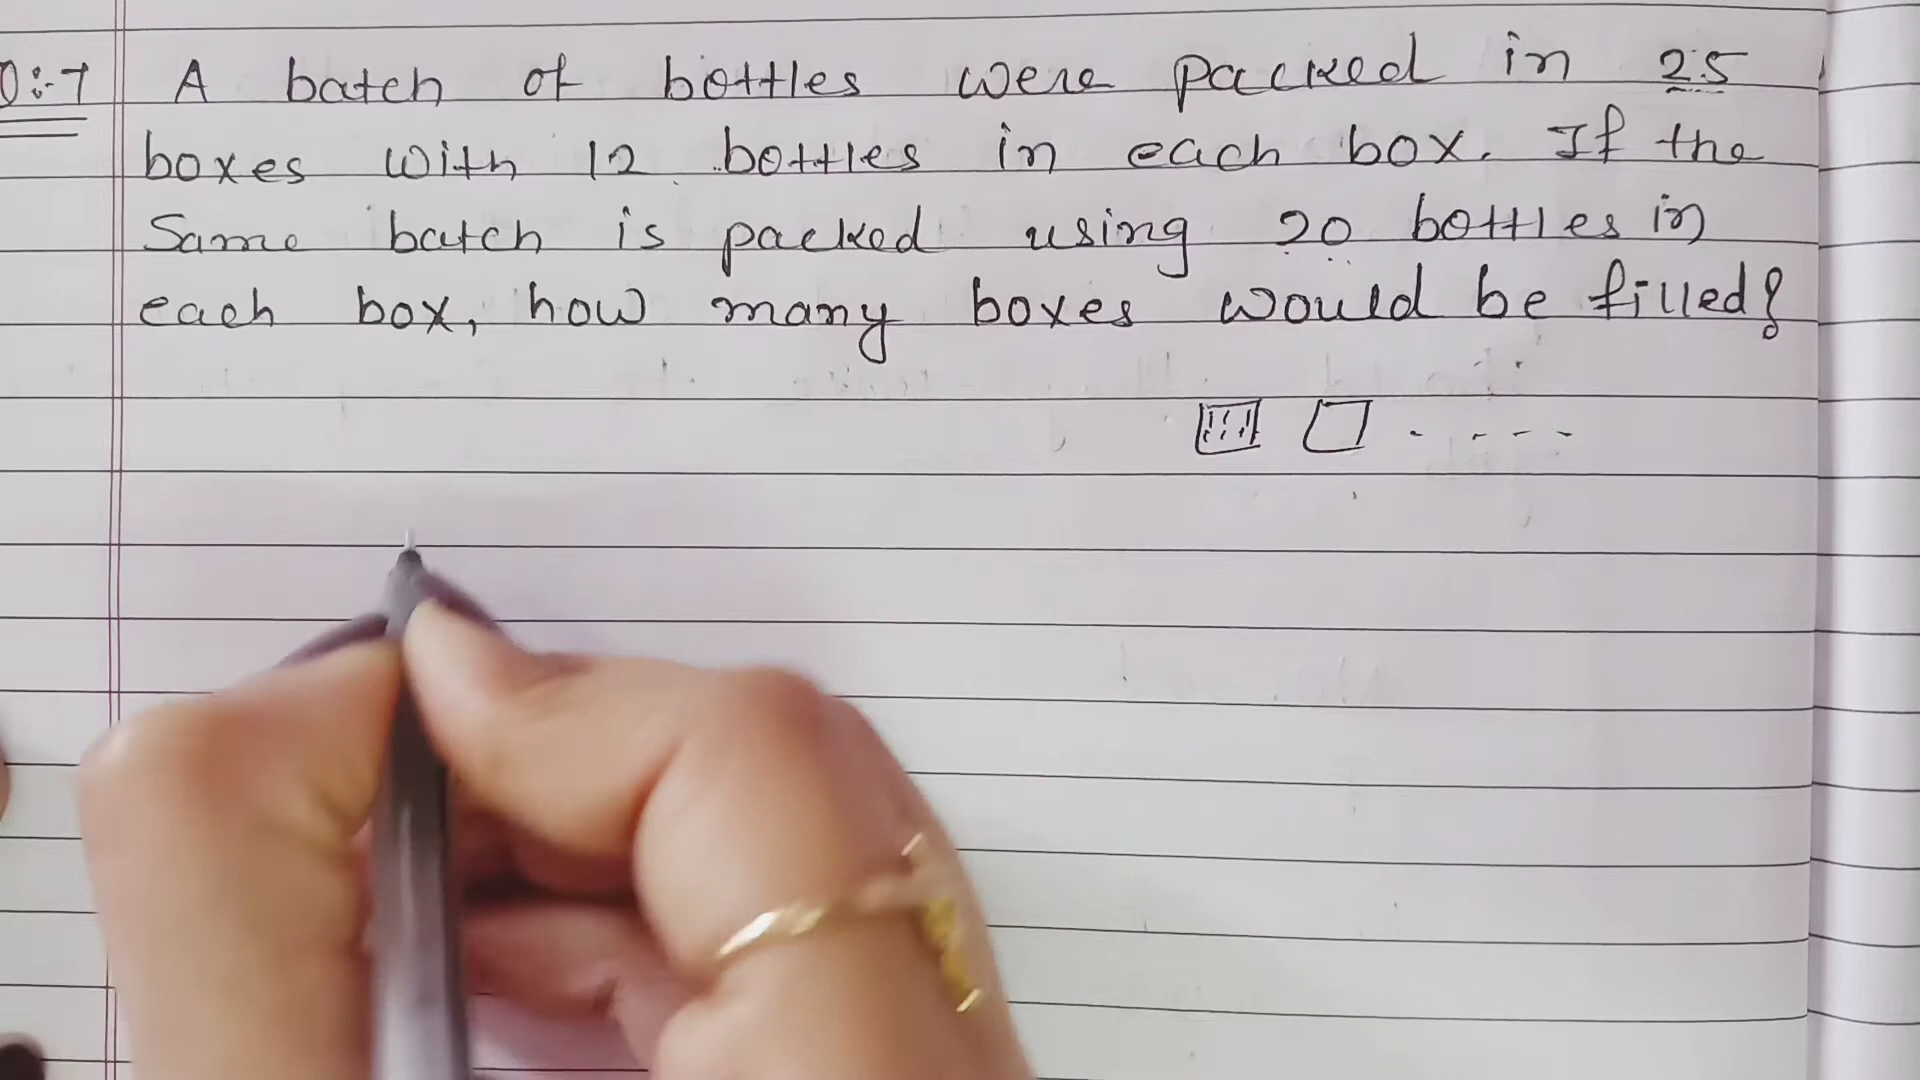 Q:-7 A batch of bottles were packed in 25
boxes with 12 bottles in each box. If the
Same batch is packed using 20 bottles in
each box, how many boxes would be filled?